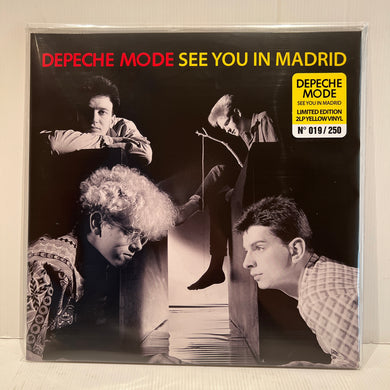 DEPECHE MODE SEE YOU IN MADRID
DEPECHE
MODE
SEE YOU IN MADRID
LIMITED EDITION
2LP YELLOW VINYL
Nº 019 / 250